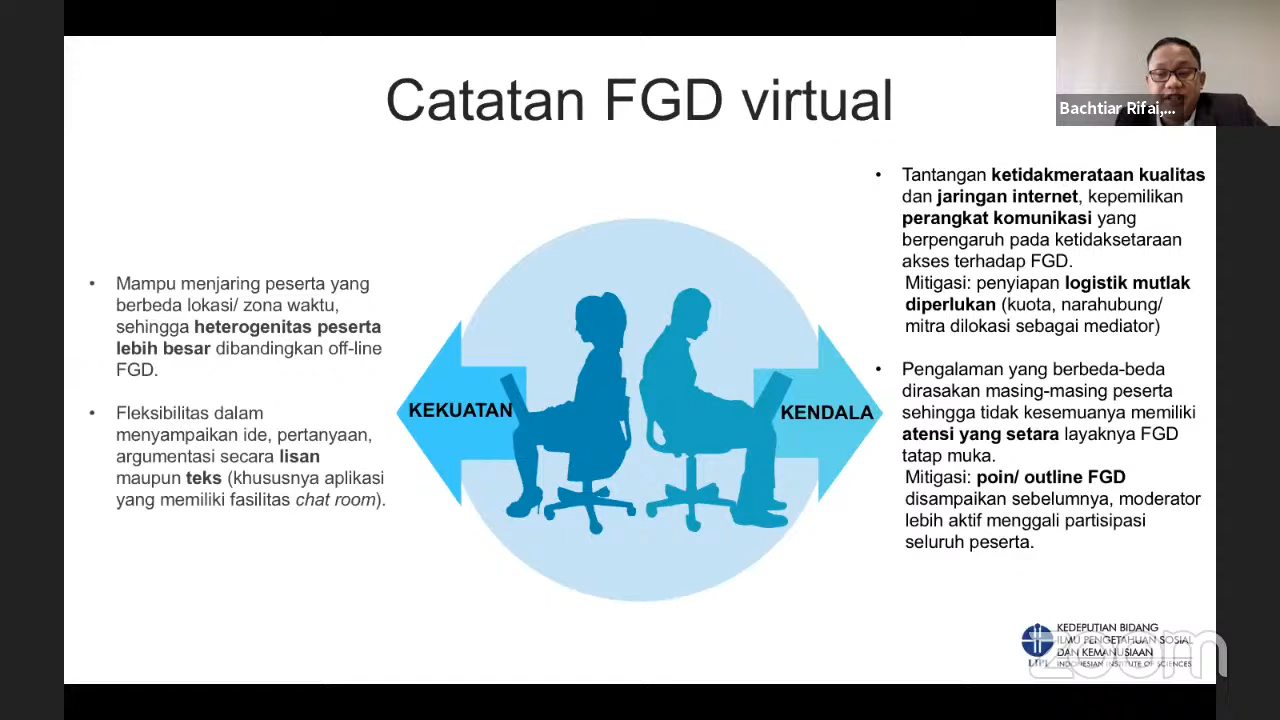 Catatan FGD virtual
Bachtiar Rifai,...
• Mampu menjaring peserta yang
berbeda lokasi/ zona waktu,
sehingga heterogenitas peserta
lebih besar dibandingkan off-line
FGD.
• Fleksibilitas dalam
menyampaikan ide, pertanyaan,
argumentasi secara lisan
maupun teks (khususnya aplikasi
yang memiliki fasilitas chat room).
KEKUATAN
KENDALA
• Tantangan ketidakmerataan kualitas
dan jaringan internet, kepemilikan
perangkat komunikasi yang
berpengaruh pada ketidaksetaraan
akses terhadap FGD.
Mitigasi: penyiapan logistik mutlak
diperlukan (kuota, narahubung/
mitra dilokasi sebagai mediator)
• Pengalaman yang berbeda-beda
dirasakan masing-masing peserta
sehingga tidak kesemuanya memiliki
atensi yang setara layaknya FGD
tatap muka.
Mitigasi: poin/ outline FGD
disampaikan sebelumnya, moderator
lebih aktif menggali partisipasi
seluruh peserta.
KEDEPUTIAN BIDANG
ILMU PENGETAHUAN SOSIAL
DAN KEMANUSIAAN
LIPI INDONESIAN INSTITUTE OF SCIENCES
zoom